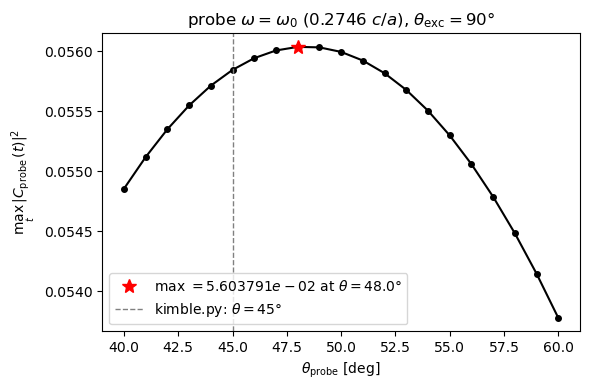 probe ω = ω₀ (0.2746 c/a), θ_exc = 90°
max_t |C_probe(t)|²
0.0560
0.0555
0.0550
0.0545
0.0540
max = 5.603791e − 02 at θ = 48.0°
kimble.py: θ = 45°
40.0 42.5 45.0 47.5 50.0 52.5 55.0 57.5 60.0
θ_probe [deg]